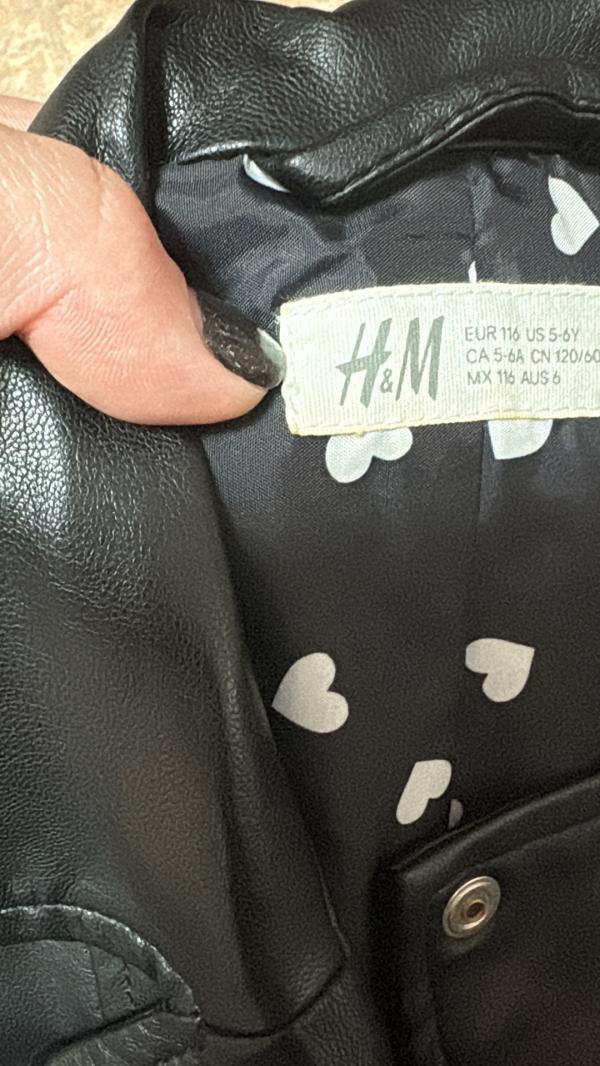 H&M
EUR 116 US 5-6Y
CA 5-6A CN 120/60
MX 116 AUS 6